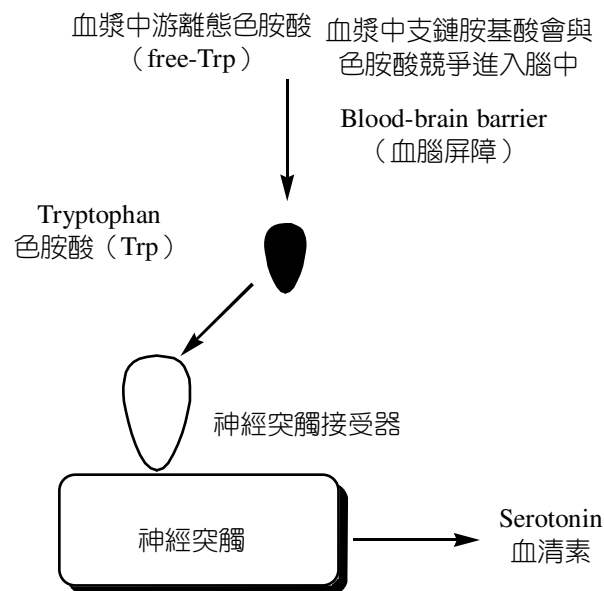 血漿中游離態色胺酸
（free-Trp）
血漿中支鏈胺基酸會與
色胺酸競爭進入腦中
Blood-brain barrier
（血腦屏障）
Tryptophan
色胺酸（Trp）
神經突觸接受器
神經突觸
Serotonin
血清素